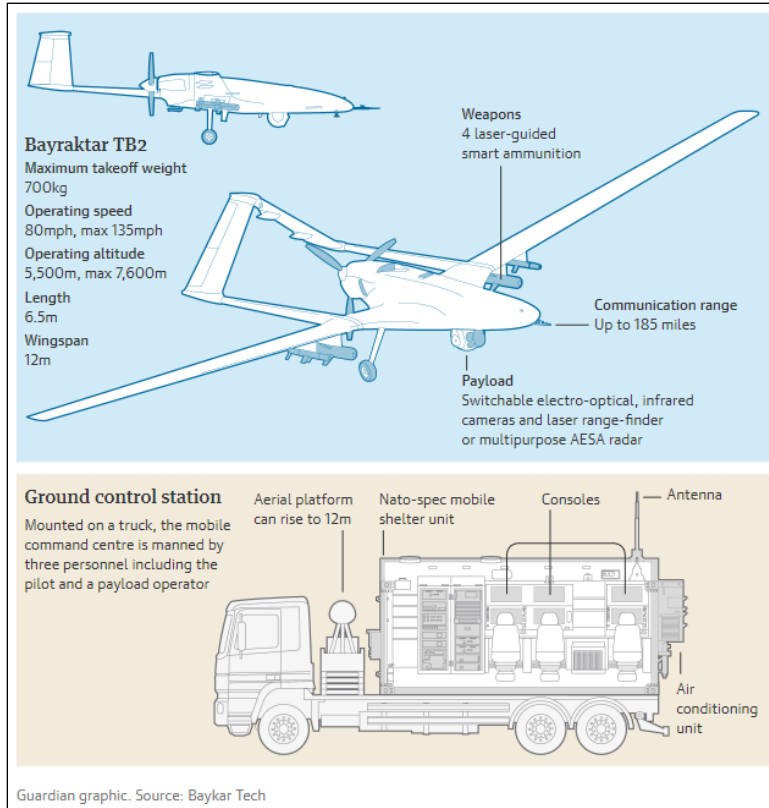 Bayraktar TB2
Maximum takeoff weight
700kg
Operating speed
80mph, max 135mph
Operating altitude
5,500m, max 7,600m
Length
6.5m
Wingspan
12m
Weapons
4 laser-guided
smart ammunition
Communication range
Up to 185 miles
Payload
Switchable electro-optical, infrared
cameras and laser range-finder
or multipurpose AESA radar
Ground control station
Mounted on a truck, the mobile
command centre is manned by
three personnel including the
pilot and a payload operator
Aerial platform
can rise to 12m
Nato-spec mobile
shelter unit
Consoles
Antenna
Air
conditioning
unit
Guardian graphic. Source: Baykar Tech